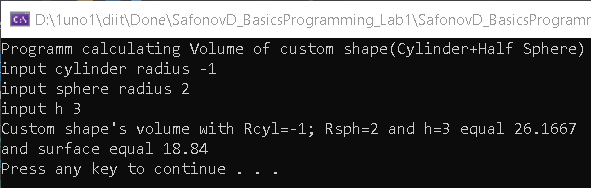 D:\1uno1\diit\Done\SafonovD_BasicsProgramming_Lab1\SafonovD_BasicsProgramm
Programm calculating Volume of custom shape(Cylinder+Half Sphere)
input cylinder radius -1
input sphere radius 2
input h 3
Custom shape's volume with Rcyl=-1; Rsph=2 and h=3 equal 26.1667
and surface equal 18.84
Press any key to continue . . .